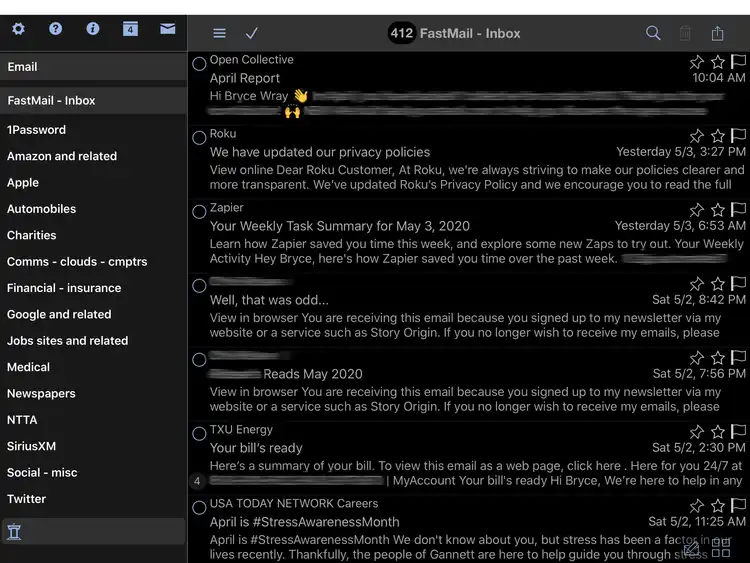 4
Email
FastMail - Inbox
1Password
Amazon and related
Apple
Automobiles
Charities
Comms - clouds - cmptrs
Financial - insurance
Google and related
Jobs sites and related
Medical
Newspapers
NTTA
SiriusXM
Social - misc
Twitter
412 FastMail - Inbox
Open Collective
April Report
10:04 AM
Hi Bryce Wray 👋
🙌
Roku
We have updated our privacy policies
Yesterday 5/3, 3:27 PM
View online Dear Roku Customer, At Roku, we're always striving to make our policies clearer and
more transparent. We've updated Roku's Privacy Policy and we encourage you to read the full
Zapier
Your Weekly Task Summary for May 3, 2020
Yesterday 5/3, 6:53 AM
Learn how Zapier saved you time this week, and explore some new Zaps to try out. Your Weekly
Activity Hey Bryce, here's how Zapier saved you time over the past week.
Well, that was odd...
Sat 5/2, 8:42 PM
View in browser You are receiving this email because you signed up to my newsletter via my
website or a service such as Story Origin. If you no longer wish to receive my emails, please
Reads May 2020
Sat 5/2, 7:56 PM
View in browser You are receiving this email because you signed up to my newsletter via my
website or a service such as Story Origin. If you no longer wish to receive my emails, please
TXU Energy
Your bill's ready
Sat 5/2, 2:30 PM
Here's a summary of your bill. To view this email as a web page, click here . Here for you 24/7 at
4
| MyAccount Your bill's ready Hi Bryce, We're here to help in any
USA TODAY NETWORK Careers
April is #StressAwarenessMonth
Sat 5/2, 11:25 AM
April is #StressAwarenessMonth We don't know about you, but stress has been a factor in our
lives recently. Thankfully, the people of Gannett are here to help guide you through stress